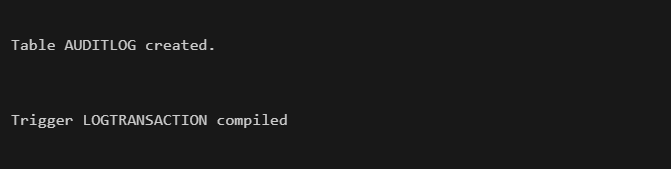 Table AUDITLOG created.
Trigger LOGTRANSACTION compiled